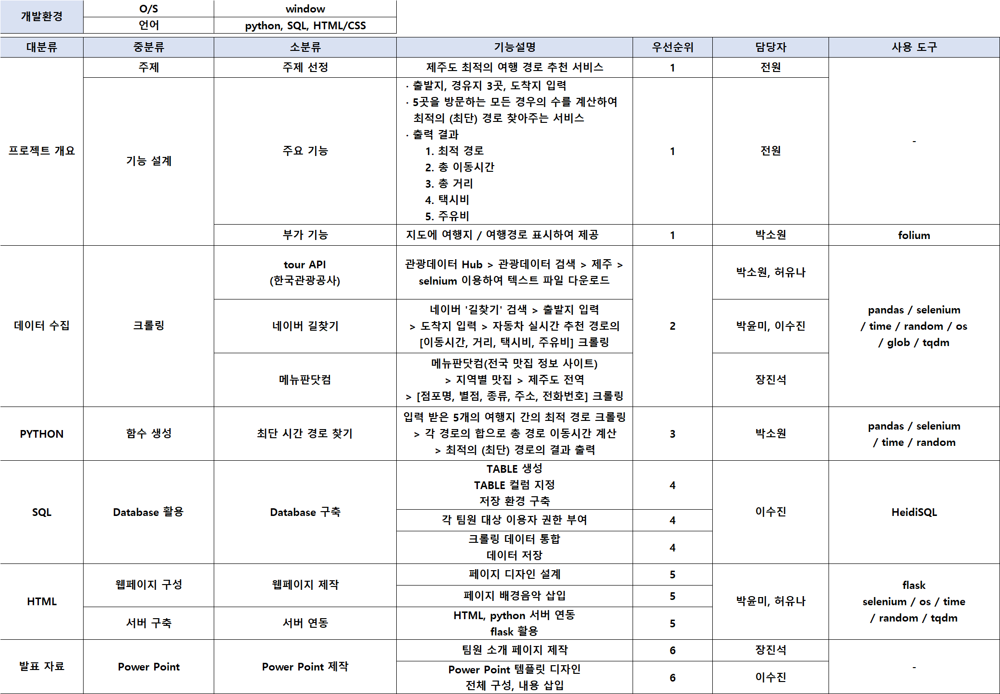 개발환경
O/S
window
언어
python, SQL, HTML/CSS
대분류
중분류
소분류
기능설명
우선순위
담당자
사용 도구
프로젝트 개요
주제
주제 선정
제주도 최적의 여행 경로 추천 서비스
1
전원
-
기능 설계
주요 기능
· 출발지, 경유지 3곳, 도착지 입력
· 5곳을 방문하는 모든 경우의 수를 계산하여
최적의 (최단) 경로 찾아주는 서비스
· 출력 결과
1. 최적 경로
2. 총 이동시간
3. 총 거리
4. 택시비
5. 주유비
1
전원
부가 기능
지도에 여행지 / 여행경로 표시하여 제공
1
박소원
folium
데이터 수집
크롤링
tour API
(한국관광공사)
관광데이터 Hub > 관광데이터 검색 > 제주 >
selnium 이용하여 텍스트 파일 다운로드
2
박소원, 허유나
pandas / selenium
/ time / random / os
/ glob / tqdm
네이버 길찾기
네이버 '길찾기' 검색 > 출발지 입력
> 도착지 입력 > 자동차 실시간 추천 경로의
[이동시간, 거리, 택시비, 주유비] 크롤링
박윤미, 이수진
메뉴판닷컴
메뉴판닷컴(전국 맛집 정보 사이트)
> 지역별 맛집 > 제주도 전역
> [점포명, 별점, 종류, 주소, 전화번호] 크롤링
장진석
PYTHON
함수 생성
최단 시간 경로 찾기
입력 받은 5개의 여행지 간의 최적 경로 크롤링
> 각 경로의 합으로 총 경로 이동시간 계산
> 최적의 (최단) 경로의 결과 출력
3
박소원
pandas / selenium
/ time / random
SQL
Database 활용
Database 구축
TABLE 생성
TABLE 컬럼 지정
저장 환경 구축
4
이수진
HeidiSQL
각 팀원 대상 이용자 권한 부여
4
크롤링 데이터 통합
데이터 저장
4
HTML
웹페이지 구성
웹페이지 제작
페이지 디자인 설계
5
박윤미, 허유나
flask
selenium / os / time
/ random / tqdm
페이지 배경음악 삽입
5
서버 구축
서버 연동
HTML, python 서버 연동
flask 활용
5
발표 자료
Power Point
Power Point 제작
팀원 소개 페이지 제작
6
장진석
-
Power Point 템플릿 디자인
전체 구성, 내용 삽입
6
이수진